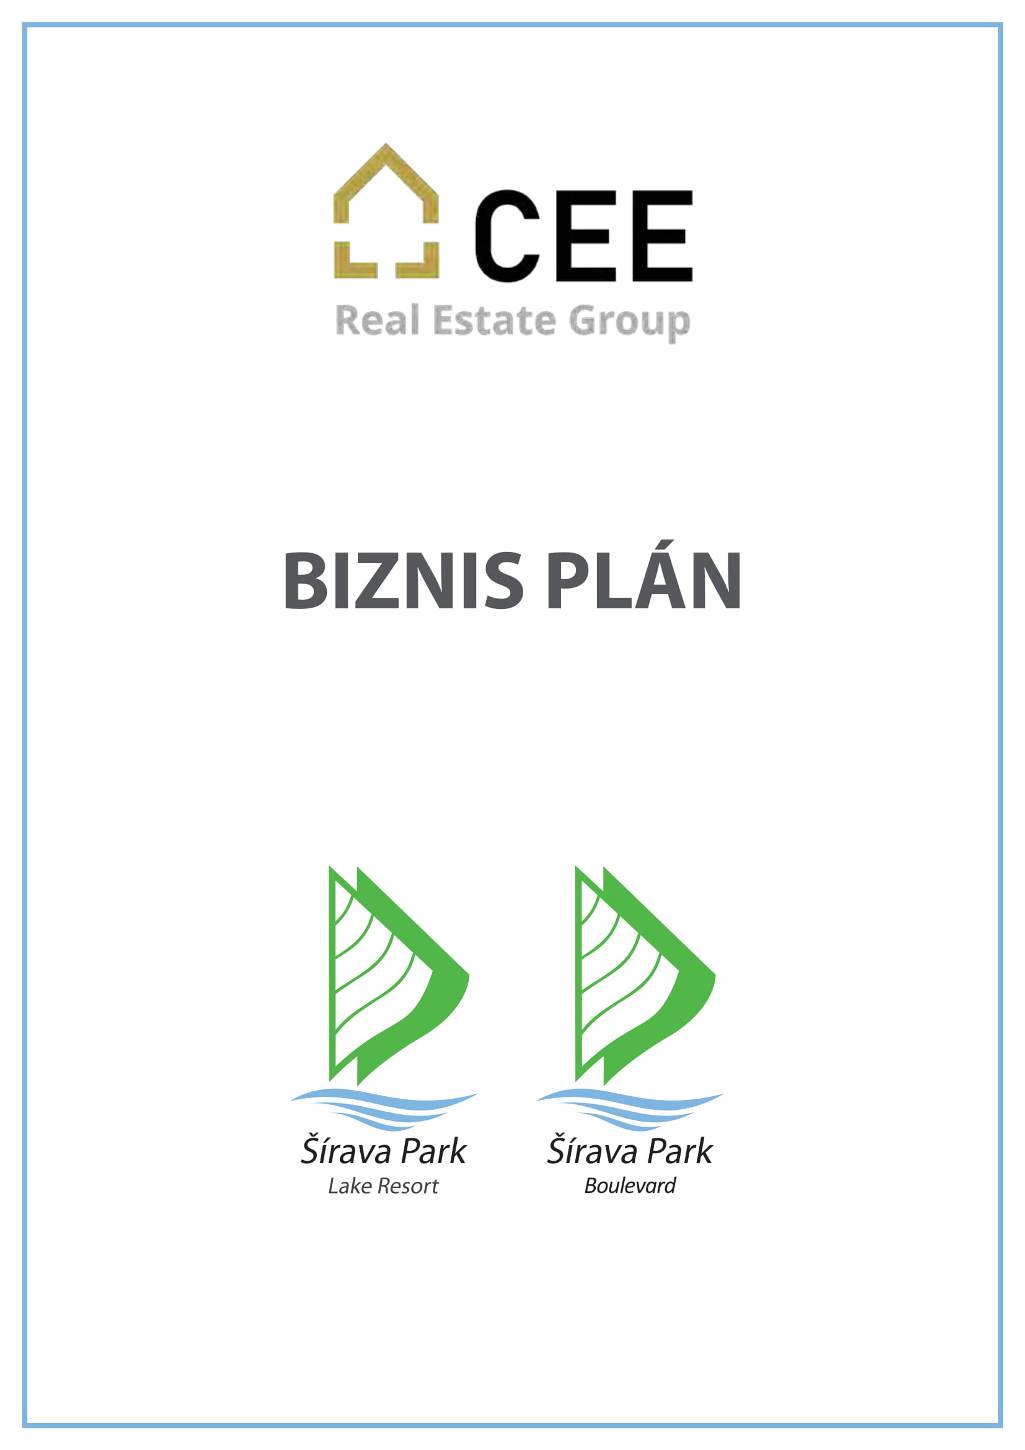 CEE
Real Estate Group
BIZNIS PLÁN
Šírava Park
Lake Resort
Šírava Park
Boulevard